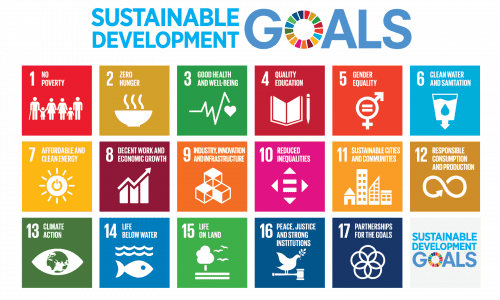 SUSTAINABLE
DEVELOPMENT
GOALS
1 NO
POVERTY
2 ZERO
HUNGER
3 GOOD HEALTH
AND WELL-BEING
4 QUALITY
EDUCATION
5 GENDER
EQUALITY
6 CLEAN WATER
AND SANITATION
7 AFFORDABLE AND
CLEAN ENERGY
8 DECENT WORK AND
ECONOMIC GROWTH
9 INDUSTRY, INNOVATION
AND INFRASTRUCTURE
10 REDUCED
INEQUALITIES
11 SUSTAINABLE CITIES
AND COMMUNITIES
12 RESPONSIBLE
CONSUMPTION
AND PRODUCTION
13 CLIMATE
ACTION
14 LIFE
BELOW WATER
15 LIFE
ON LAND
16 PEACE, JUSTICE
AND STRONG
INSTITUTIONS
17 PARTNERSHIPS
FOR THE GOALS
SUSTAINABLE
DEVELOPMENT
GOALS